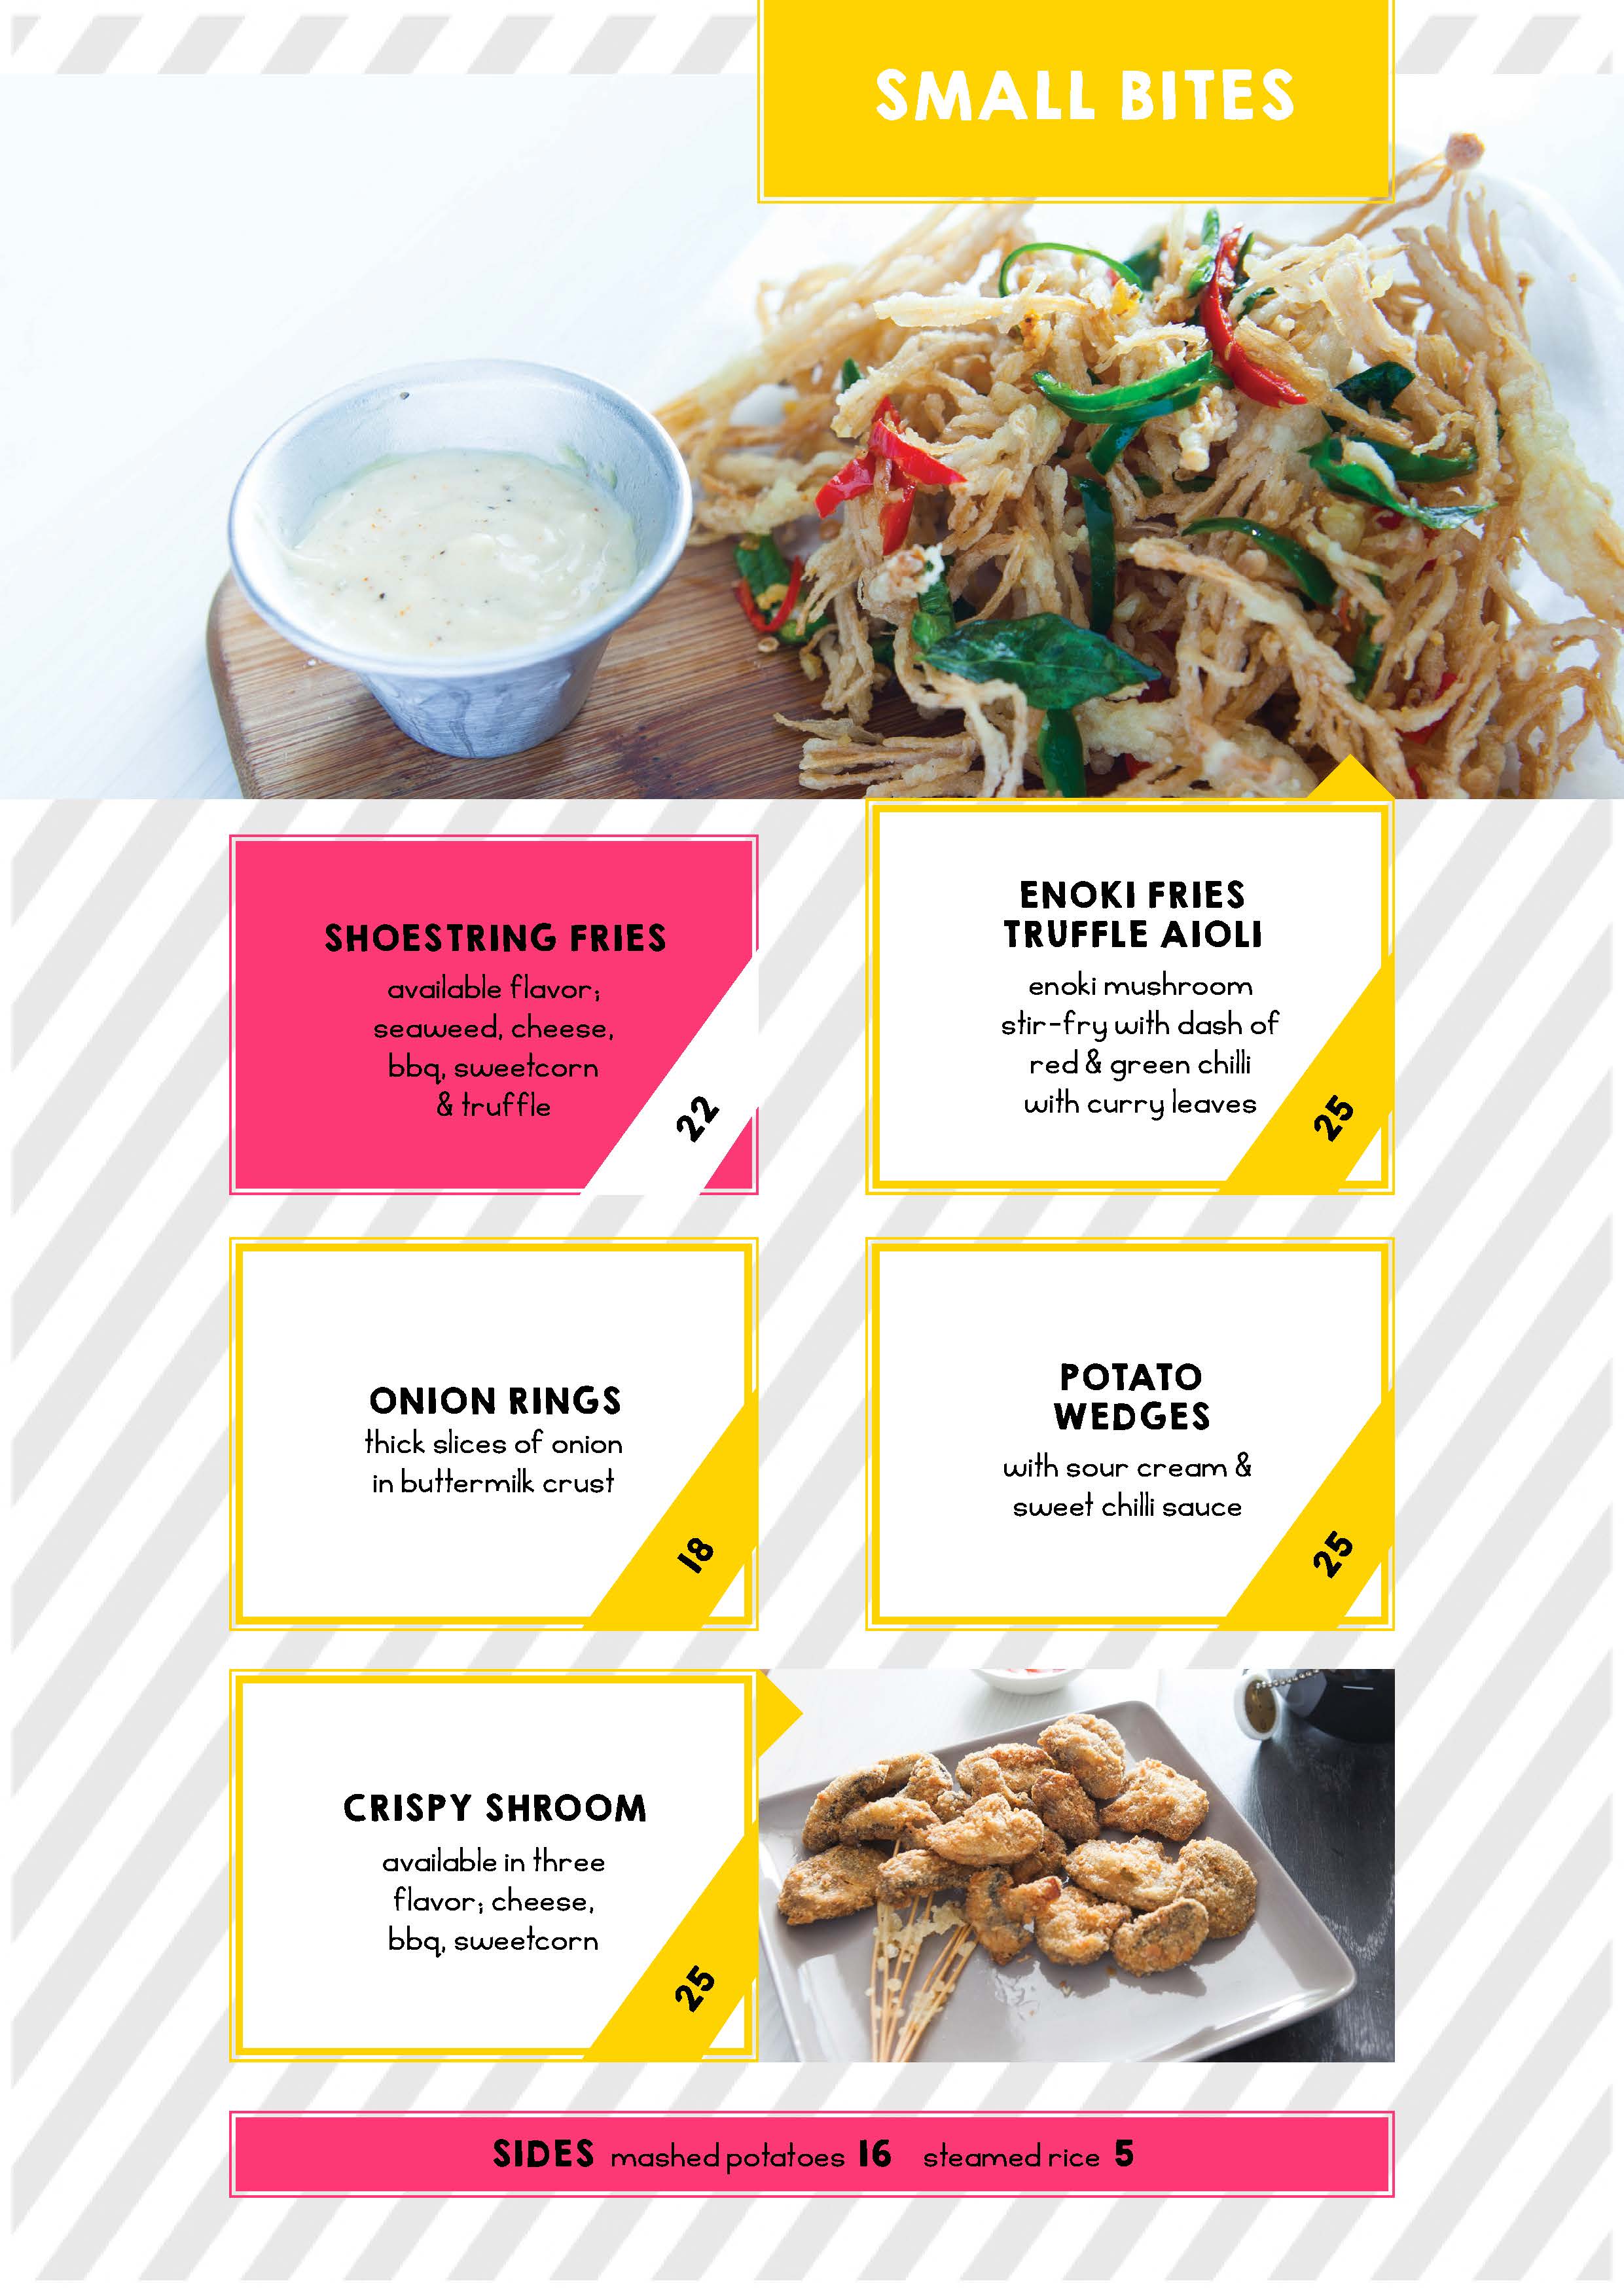 SMALL BITES
SHOESTRING FRIES
available flavor;
seaweed, cheese,
bbq, sweetcorn
& truffle
22
ENOKI FRIES
TRUFFLE AIOLI
enoki mushroom
stir-fry with dash of
red & green chilli
with curry leaves
25
ONION RINGS
thick slices of onion
in buttermilk crust
18
POTATO
WEDGES
with sour cream &
sweet chilli sauce
25
CRISPY SHROOM
available in three
flavor; cheese,
bbq, sweetcorn
25
SIDES mashed potatoes 16 steamed rice 5